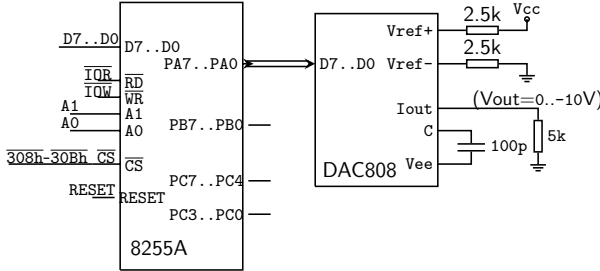 2.5k
Vcc
Vref+
D7..D0 D7..D0
PA7..PA0
D7..D0
Vref-
2.5k
IQR RD
IQW WR
A1 A1
A0 A0
PB7..PB0
Iout
(Vout=0..-10V)
C
100p
5k
308h-30Bh CS CS
Vee
PC7..PC4
DAC808
RESET RESET
PC3..PC0
8255A